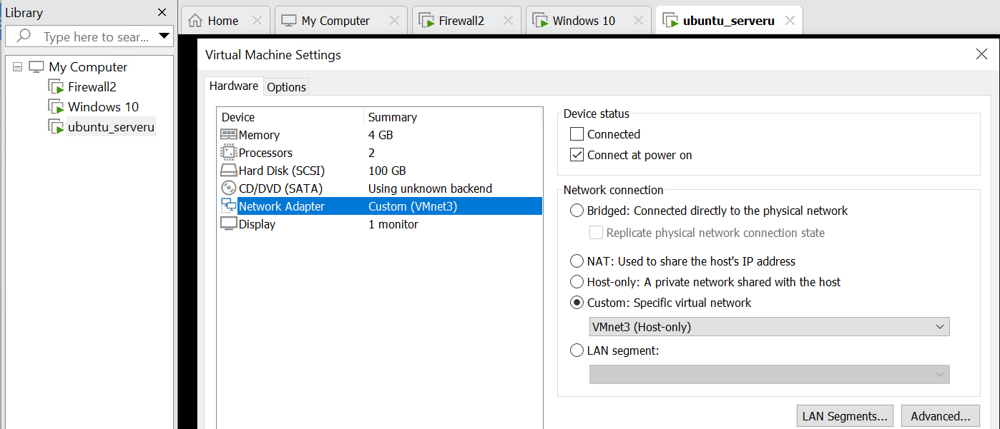 Library
Type here to sear...
My Computer
Firewall2
Windows 10
ubuntu_serveru
Home
My Computer
Firewall2
Windows 10
ubuntu_serveru
Virtual Machine Settings
Hardware
Options
Device Summary
Memory 4 GB
Processors 2
Hard Disk (SCSI) 100 GB
CD/DVD (SATA) Using unknown backend
Network Adapter Custom (VMnet3)
Display 1 monitor
Device status
Connected
Connect at power on
Network connection
Bridged: Connected directly to the physical network
Replicate physical network connection state
NAT: Used to share the host's IP address
Host-only: A private network shared with the host
Custom: Specific virtual network
VMnet3 (Host-only)
LAN segment:
LAN Segments...
Advanced...